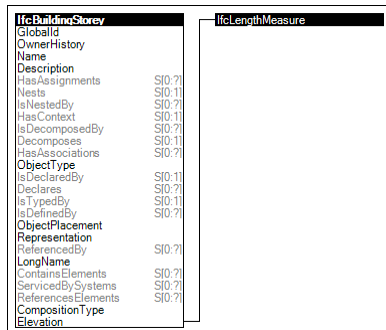 IfcBuildingStorey
GlobalId
OwnerHistory
Name
Description
HasAssignments S[0:?]
Nests S[0:1]
IsNestedBy S[0:?]
HasContext S[0:1]
IsDecomposedBy S[0:?]
Decomposes S[0:1]
HasAssociations S[0:?]
ObjectType
IsDeclaredBy S[0:1]
Declares S[0:?]
IsTypedBy S[0:1]
IsDefinedBy S[0:?]
ObjectPlacement
Representation
ReferencedBy S[0:?]
LongName
ContainsElements S[0:?]
ServicedBySystems S[0:?]
ReferencesElements S[0:?]
CompositionType
Elevation
IfcLengthMeasure